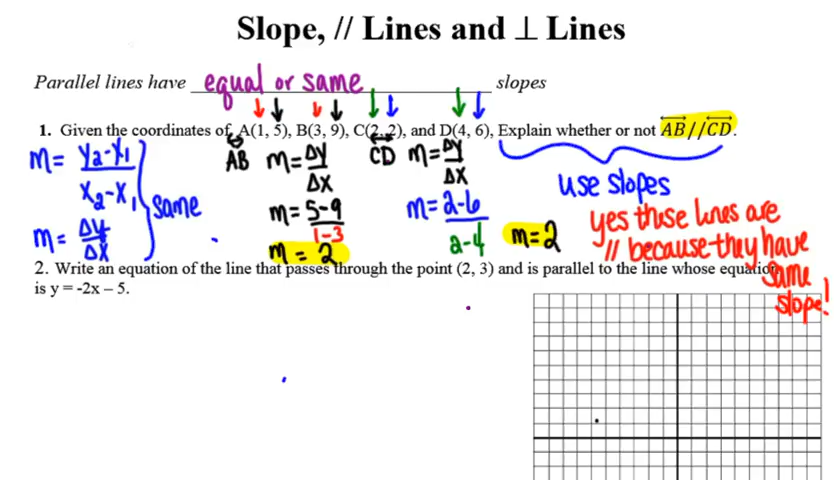 Slope, // Lines and ⊥ Lines
Parallel lines have equal or same slopes
1. Given the coordinates of A(1, 5), B(3, 9), C(2, 2), and D(4, 6), Explain whether or not AB//CD.
m = y₂-x₁ / x₂-x₁
m = Δy / Δx
same
AB
m = Δy / Δx
m = 5-9 / 1-3
m = 2
CD
m = Δy / Δx
m = 2-6 / 2-4
m = 2
use slopes
yes these lines are
// because they have
same
slope!
2. Write an equation of the line that passes through the point (2, 3) and is parallel to the line whose equation
is y = -2x – 5.